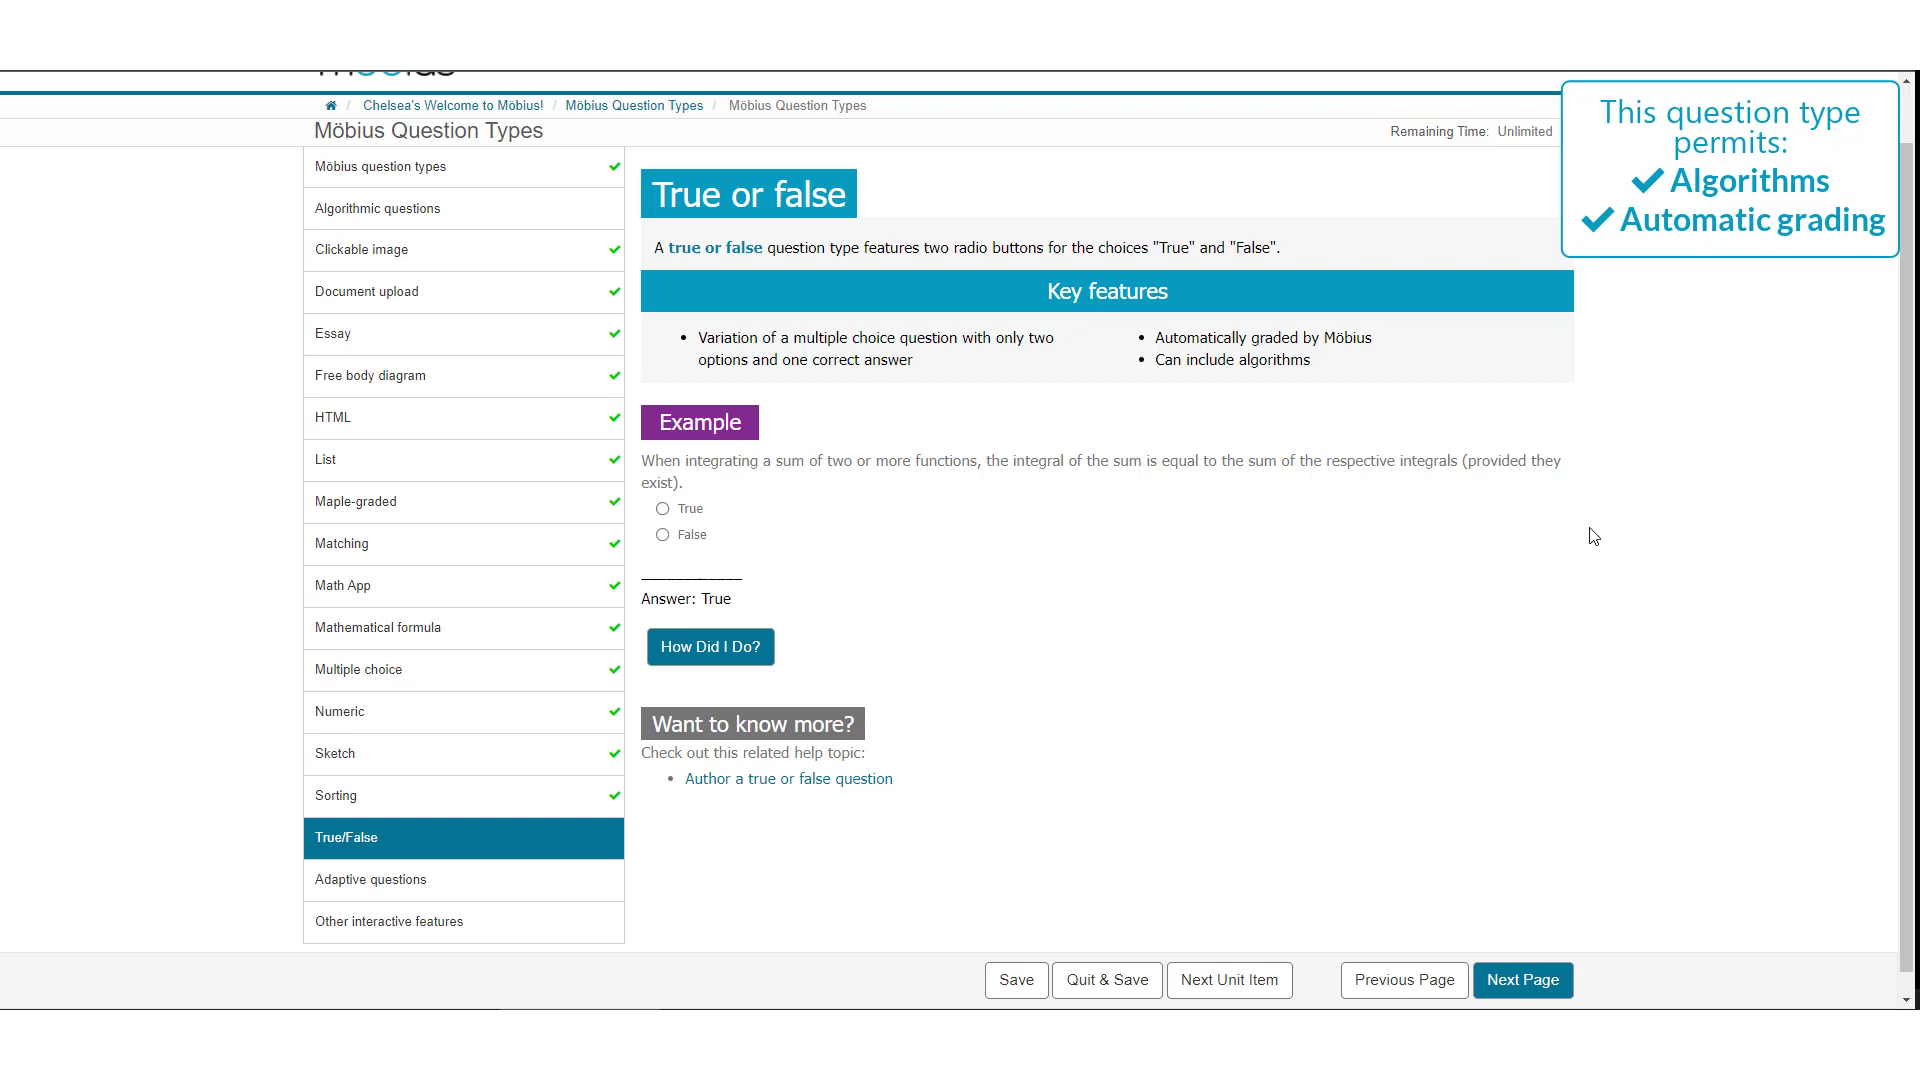 Chelsea's Welcome to Möbius! / Möbius Question Types / Möbius Question Types
Möbius Question Types
Remaining Time: Unlimited
This question type
permits:
Algorithms
Automatic grading
Möbius question types
Algorithmic questions
Clickable image
Document upload
Essay
Free body diagram
HTML
List
Maple-graded
Matching
Math App
Mathematical formula
Multiple choice
Numeric
Sketch
Sorting
True/False
Adaptive questions
Other interactive features
True or false
A true or false question type features two radio buttons for the choices "True" and "False".
Key features
• Variation of a multiple choice question with only two
options and one correct answer
• Automatically graded by Möbius
• Can include algorithms
Example
When integrating a sum of two or more functions, the integral of the sum is equal to the sum of the respective integrals (provided they
exist).
True
False
____________
Answer: True
How Did I Do?
Want to know more?
Check out this related help topic:
• Author a true or false question
Save
Quit & Save
Next Unit Item
Previous Page
Next Page